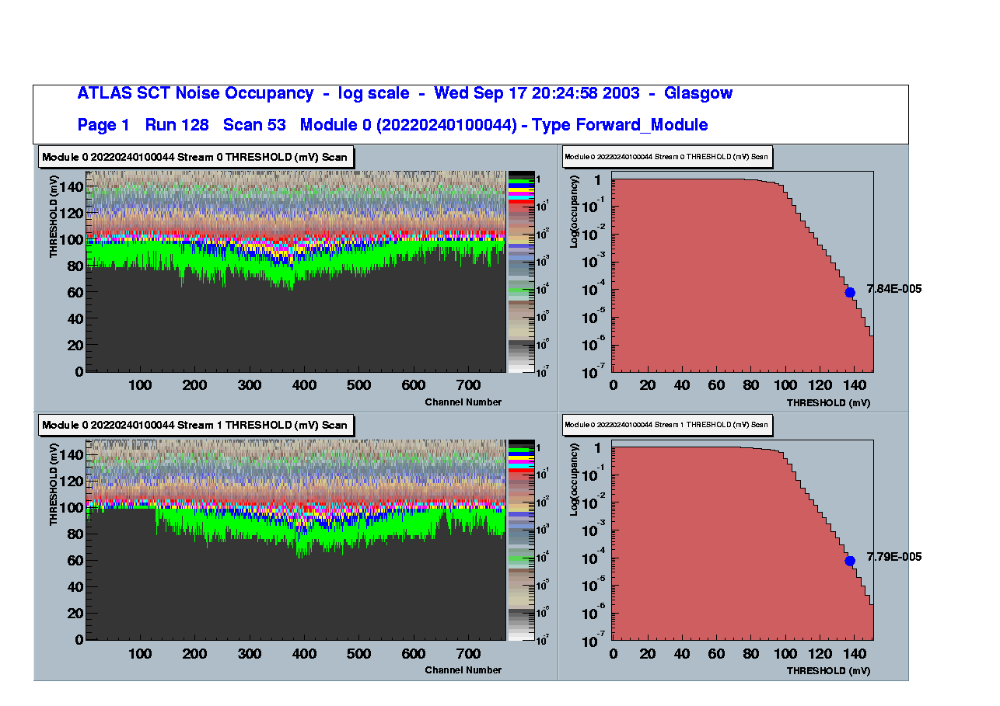 ATLAS SCT Noise Occupancy - log scale - Wed Sep 17 20:24:58 2003 - Glasgow
Page 1 Run 128 Scan 53 Module 0 (20220240100044) - Type Forward_Module
Module 0 20220240100044 Stream 0 THRESHOLD (mV) Scan
THRESHOLD (mV)
140
120
100
80
60
40
20
0
100 200 300 400 500 600 700
Channel Number
1
10^-1
10^-2
10^-3
10^-4
10^-5
10^-6
10^-7
Module 0 20220240100044 Stream 0 THRESHOLD (mV) Scan
Log(occupancy)
1
10^-1
10^-2
10^-3
10^-4
10^-5
10^-6
10^-7
7.84E-005
0 20 40 60 80 100 120 140
THRESHOLD (mV)
Module 0 20220240100044 Stream 1 THRESHOLD (mV) Scan
THRESHOLD (mV)
140
120
100
80
60
40
20
0
100 200 300 400 500 600 700
Channel Number
1
10^-1
10^-2
10^-3
10^-4
10^-5
10^-6
10^-7
Module 0 20220240100044 Stream 1 THRESHOLD (mV) Scan
Log(occupancy)
1
10^-1
10^-2
10^-3
10^-4
10^-5
10^-6
10^-7
7.79E-005
0 20 40 60 80 100 120 140
THRESHOLD (mV)